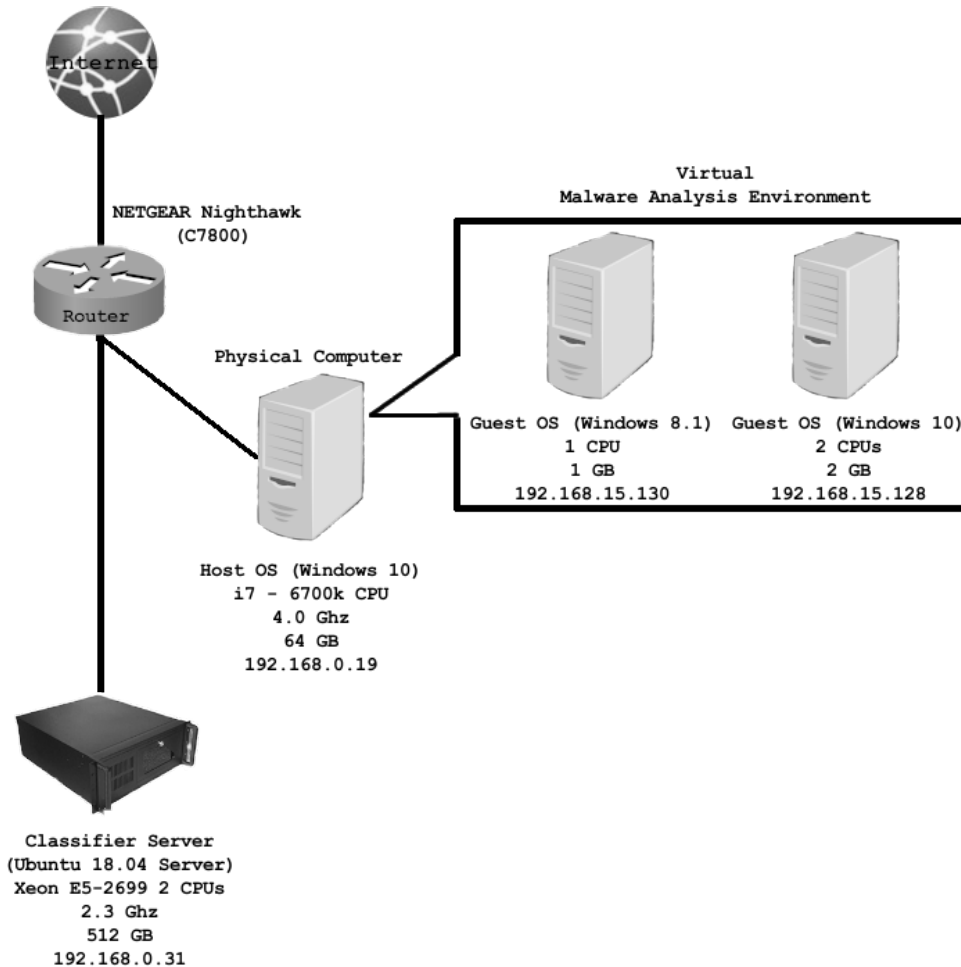 Internet
NETGEAR Nighthawk
(C7800)
Router
Virtual
Malware Analysis Environment
Physical Computer
Guest OS (Windows 8.1)
1 CPU
1 GB
192.168.15.130
Guest OS (Windows 10)
2 CPUs
2 GB
192.168.15.128
Host OS (Windows 10)
i7 - 6700k CPU
4.0 Ghz
64 GB
192.168.0.19
Classifier Server
(Ubuntu 18.04 Server)
Xeon E5-2699 2 CPUs
2.3 Ghz
512 GB
192.168.0.31